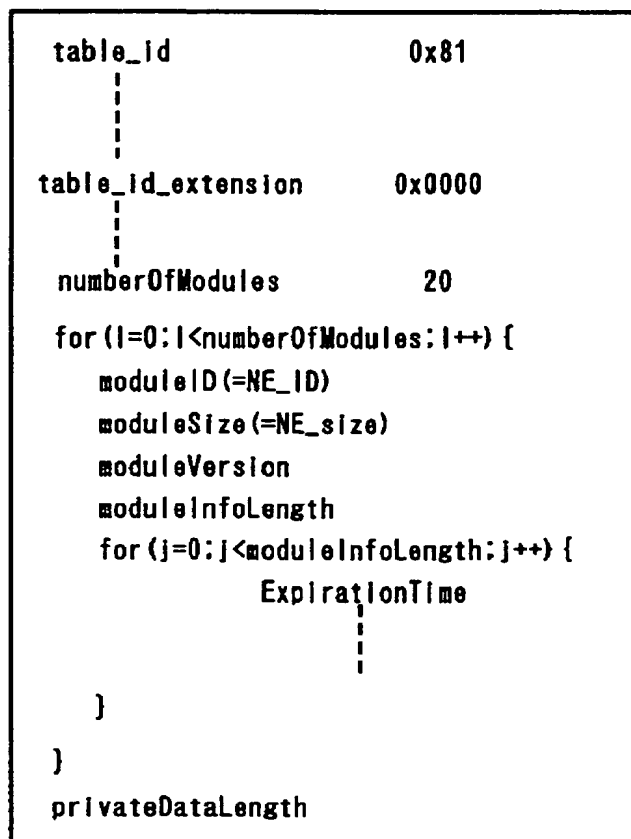 table_id 0x81
table_id_extension 0x0000
numberOfModules 20
for(i=0;i<numberOfModules;i++){
moduleID(=NE_ID)
moduleSize(=NE_size)
moduleVersion
moduleInfoLength
for(j=0;j<moduleInfoLength;j++){
ExpirationTime
}
}
privateDataLength